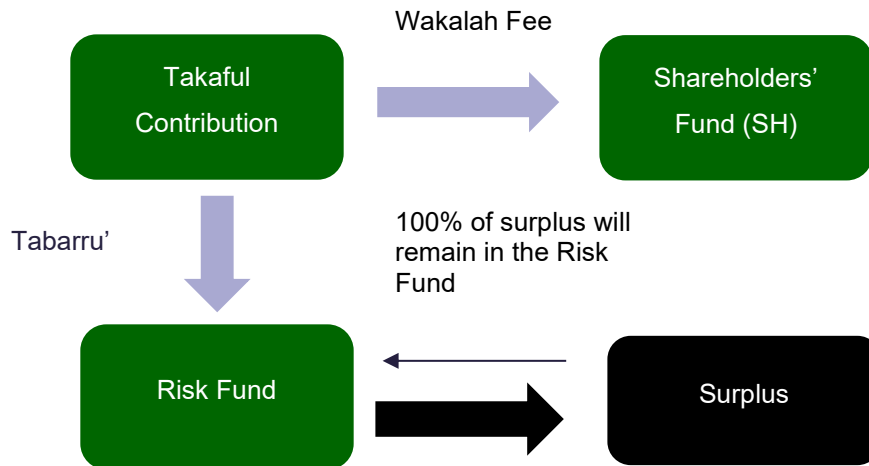 Wakalah Fee
Takaful
Contribution
Shareholders’
Fund (SH)
Tabarru’
100% of surplus will
remain in the Risk
Fund
Risk Fund
Surplus